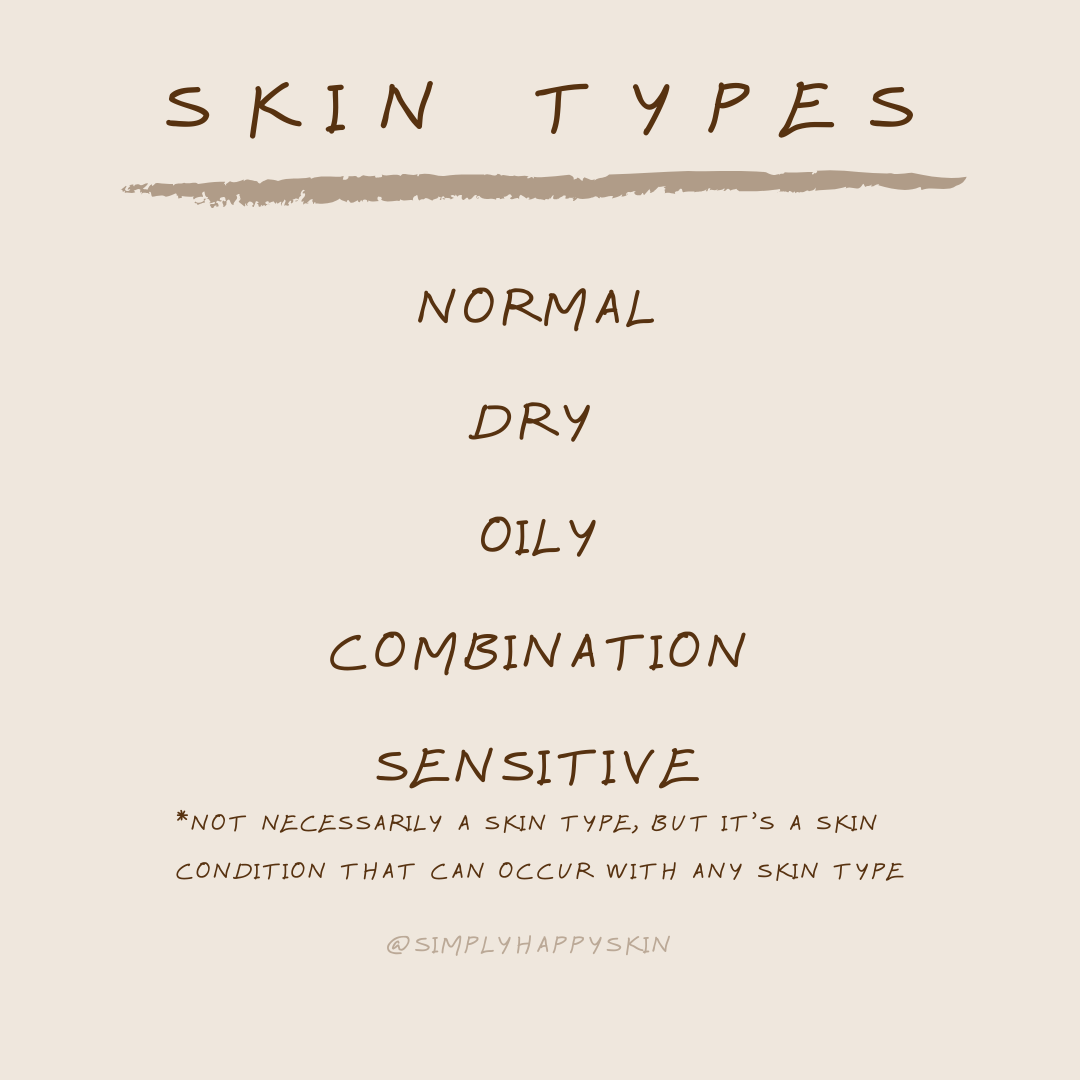 SKIN TYPES
NORMAL
DRY
OILY
COMBINATION
SENSITIVE
*NOT NECESSARILY A SKIN TYPE, BUT IT'S A SKIN
CONDITION THAT CAN OCCUR WITH ANY SKIN TYPE
@SIMPLYHAPPYSKIN